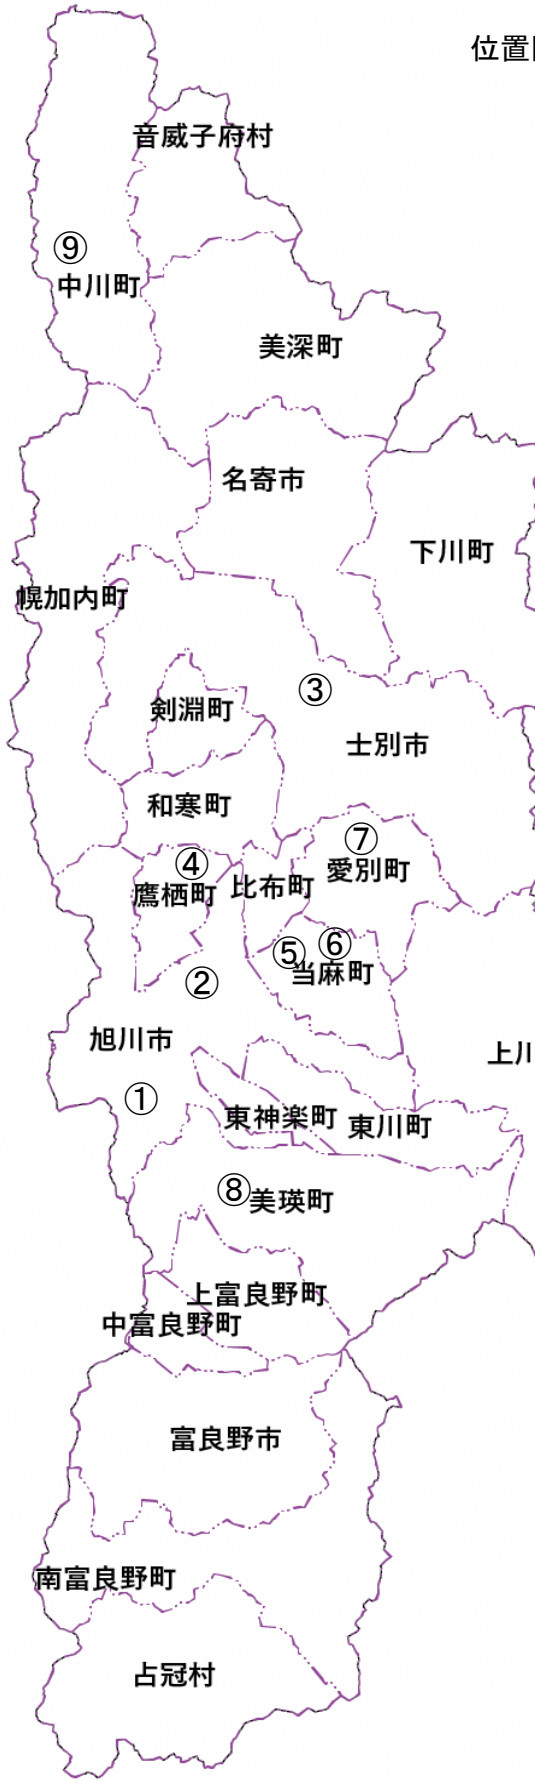 位置
音威子府村
⑨
中川町
美深町
名寄市
下川町
幌加内町
③
剣淵町
士別市
和寒町
⑦
④
愛別町
比布町
鷹栖町
⑥
⑤
当麻町
②
旭川市
上川
①
東神楽町
東川町
⑧
美瑛町
上富良野町
中富良野町
富良野市
南富良野町
占冠村